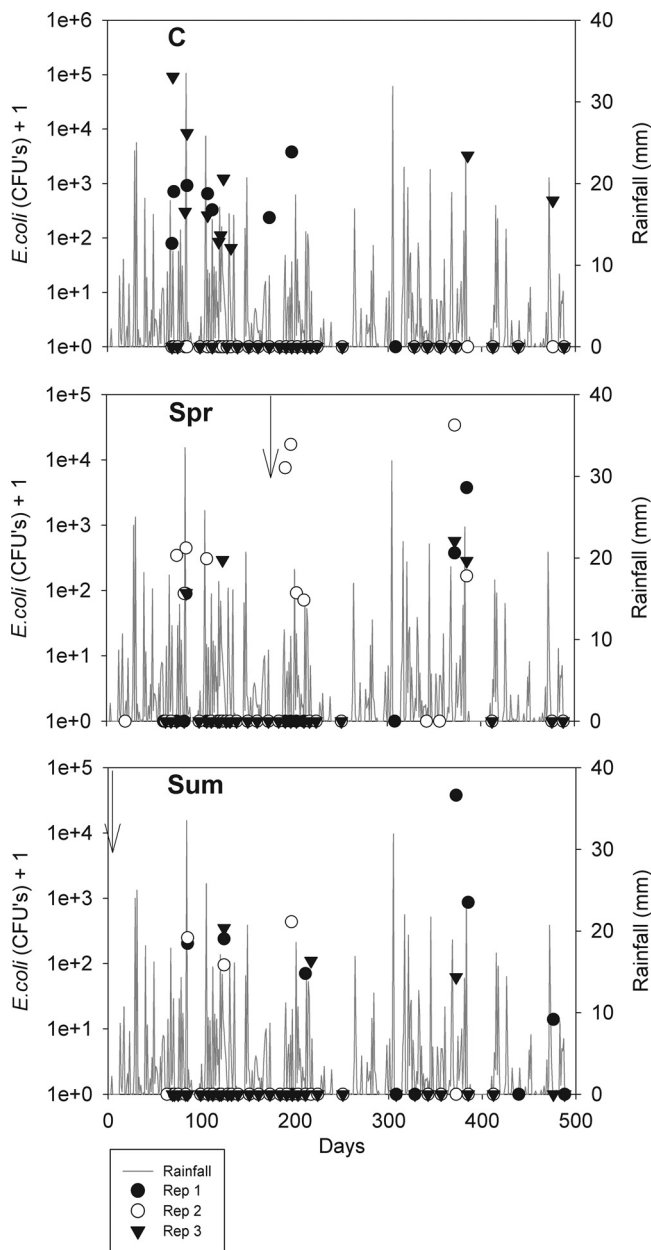 C
1e+6
1e+5
1e+4
1e+3
1e+2
1e+1
1e+0
E.coli (CFU's) + 1
40
30
20
10
0
Rainfall (mm)
Spr
1e+5
1e+4
1e+3
1e+2
1e+1
1e+0
E.coli (CFU's) + 1
40
30
20
10
0
Rainfall (mm)
Sum
1e+5
1e+4
1e+3
1e+2
1e+1
1e+0
E.coli (CFU's) + 1
40
30
20
10
0
Rainfall (mm)
0 100 200 300 400 500
Days
Rainfall
Rep 1
Rep 2
Rep 3